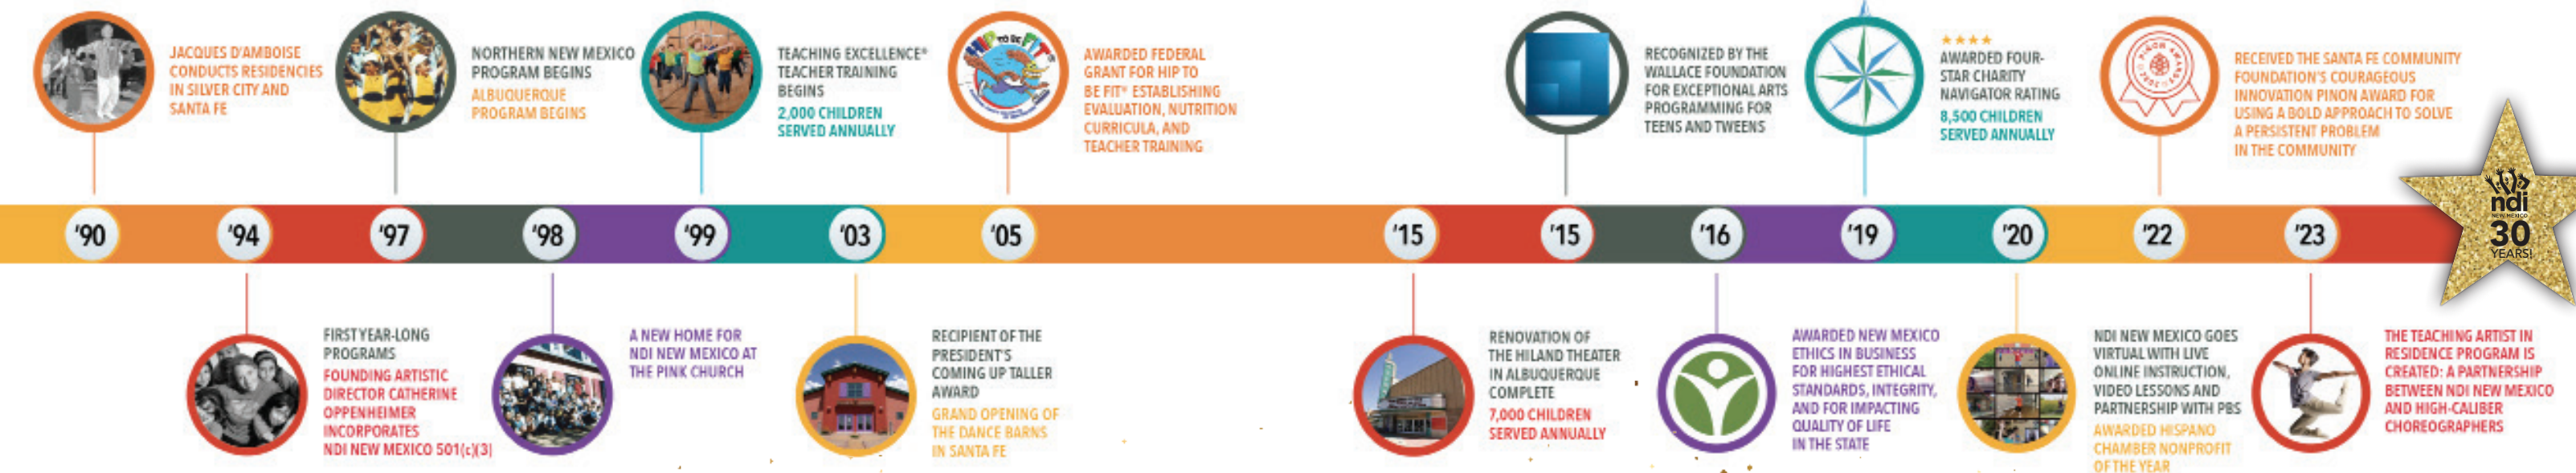 JACQUES D'AMBOISE
CONDUCTS RESIDENCIES
IN SILVER CITY AND
SANTA FE
NORTHERN NEW MEXICO
PROGRAM BEGINS
ALBUQUERQUE
PROGRAM BEGINS
TEACHING EXCELLENCE®
TEACHER TRAINING
BEGINS
2,000 CHILDREN
SERVED ANNUALLY
HIP TO BE FIT®
AWARDED FEDERAL
GRANT FOR HIP TO
BE FIT® ESTABLISHING
EVALUATION, NUTRITION
CURRICULA, AND
TEACHER TRAINING
RECOGNIZED BY THE
WALLACE FOUNDATION
FOR EXCEPTIONAL ARTS
PROGRAMMING FOR
TEENS AND TWEENS
AWARDED FOUR-
STAR CHARITY
NAVIGATOR RATING
8,500 CHILDREN
SERVED ANNUALLY
PIÑON AWARDS
RECEIVED THE SANTA FE COMMUNITY
FOUNDATION'S COURAGEOUS
INNOVATION PINON AWARD FOR
USING A BOLD APPROACH TO SOLVE
A PERSISTENT PROBLEM
IN THE COMMUNITY
'90
'94
'97
'98
'99
'03
'05
'15
'15
'16
'19
'20
'22
'23
ndi
NEW MEXICO
30
YEARS!
FIRST YEAR-LONG
PROGRAMS
FOUNDING ARTISTIC
DIRECTOR CATHERINE
OPPENHEIMER
INCORPORATES
NDI NEW MEXICO 501(c)(3)
A NEW HOME FOR
NDI NEW MEXICO AT
THE PINK CHURCH
RECIPIENT OF THE
PRESIDENT'S
COMING UP TALLER
AWARD
GRAND OPENING OF
THE DANCE BARNS
IN SANTA FE
RENOVATION OF
THE HILAND THEATER
IN ALBUQUERQUE
COMPLETE
7,000 CHILDREN
SERVED ANNUALLY
AWARDED NEW MEXICO
ETHICS IN BUSINESS
FOR HIGHEST ETHICAL
STANDARDS, INTEGRITY,
AND FOR IMPACTING
QUALITY OF LIFE
IN THE STATE
NDI NEW MEXICO GOES
VIRTUAL WITH LIVE
ONLINE INSTRUCTION,
VIDEO LESSONS AND
PARTNERSHIP WITH PBS
AWARDED HISPANO
CHAMBER NONPROFIT
OF THE YEAR
THE TEACHING ARTIST IN
RESIDENCE PROGRAM IS
CREATED: A PARTNERSHIP
BETWEEN NDI NEW MEXICO
AND HIGH-CALIBER
CHOREOGRAPHERS